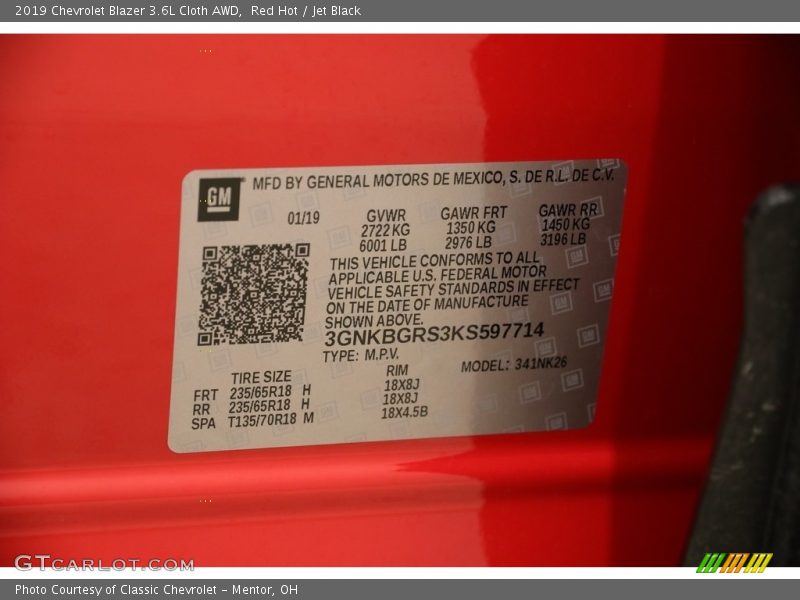 2019 Chevrolet Blazer 3.6L Cloth AWD,  Red Hot / Jet Black
GM MFD BY GENERAL MOTORS DE MEXICO, S. DE R.L. DE C.V.
01/19 GVWR GAWR FRT GAWR RR
2722 KG 1350 KG 1450 KG
6001 LB 2976 LB 3196 LB
THIS VEHICLE CONFORMS TO ALL
APPLICABLE U.S. FEDERAL MOTOR
VEHICLE SAFETY STANDARDS IN EFFECT
ON THE DATE OF MANUFACTURE
SHOWN ABOVE.
3GNKBGRS3KS597714
TYPE: M.P.V. MODEL: 341NK26
TIRE SIZE RIM
FRT 235/65R18 H 18X8J
RR 235/65R18 H 18X8J
SPA T135/70R18 M 18X4.5B
GTCARLOT.COM
Photo Courtesy of Classic Chevrolet - Mentor, OH